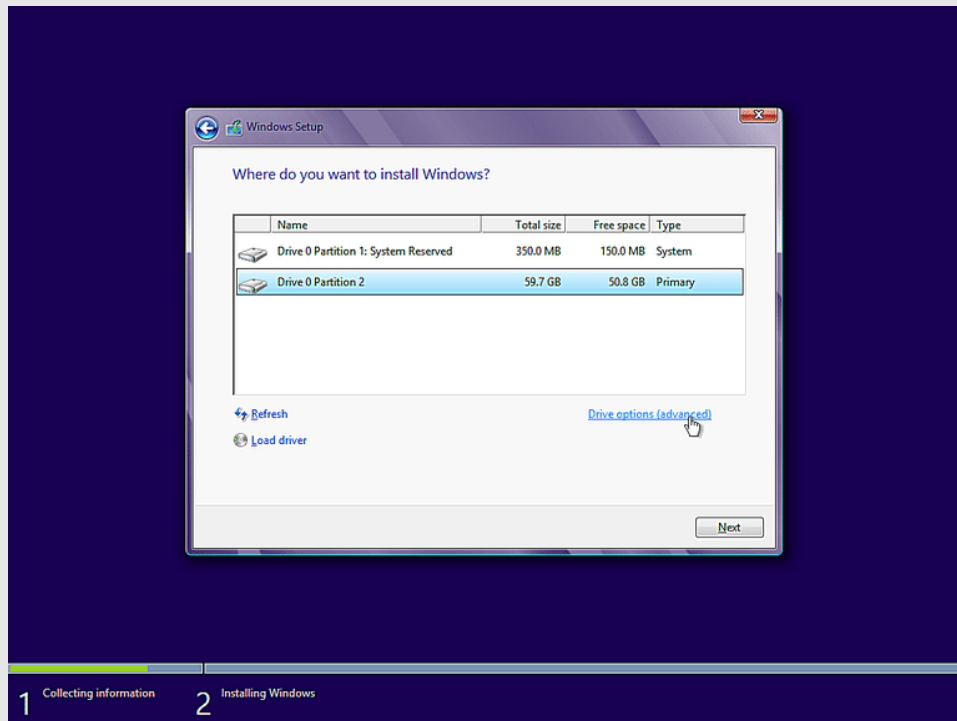 Windows Setup
Where do you want to install Windows?
Name Total size Free space Type
Drive 0 Partition 1: System Reserved 350.0 MB 150.0 MB System
Drive 0 Partition 2 59.7 GB 50.8 GB Primary
Refresh Drive options (advanced)
Load driver
Next
1 Collecting information 2 Installing Windows